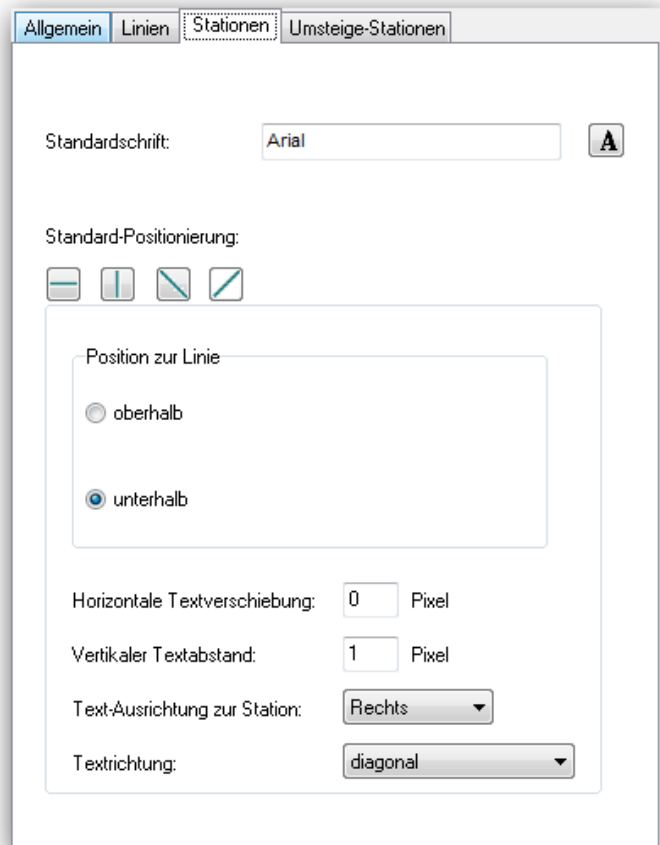 Allgemein Linien Stationen Umsteige-Stationen
Standardschrift: Arial A
Standard-Positionierung:
Position zur Linie
oberhalb
unterhalb
Horizontale Textverschiebung: 0 Pixel
Vertikaler Textabstand: 1 Pixel
Text-Ausrichtung zur Station: Rechts
Textrichtung: diagonal